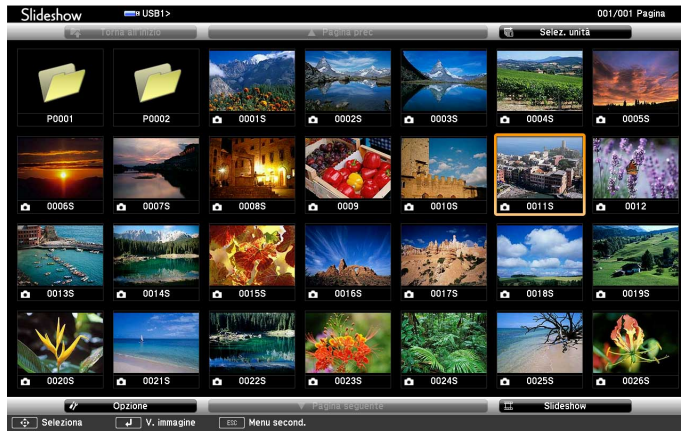 Slideshow USB1> 001/001 Pagina
Torna all'inizio Pagina prec Selez. unità
P0001 P0002 0001S 0002S 0003S 0004S 0005S
0006S 0007S 0008S 0009 0010S 0011S 0012
0013S 0014S 0015S 0016S 0017S 0018S 0019S
0020S 0021S 0022S 0023S 0024S 0025S 0026S
Opzione Pagina seguente Slideshow
Seleziona V. immagine ESC Menu second.